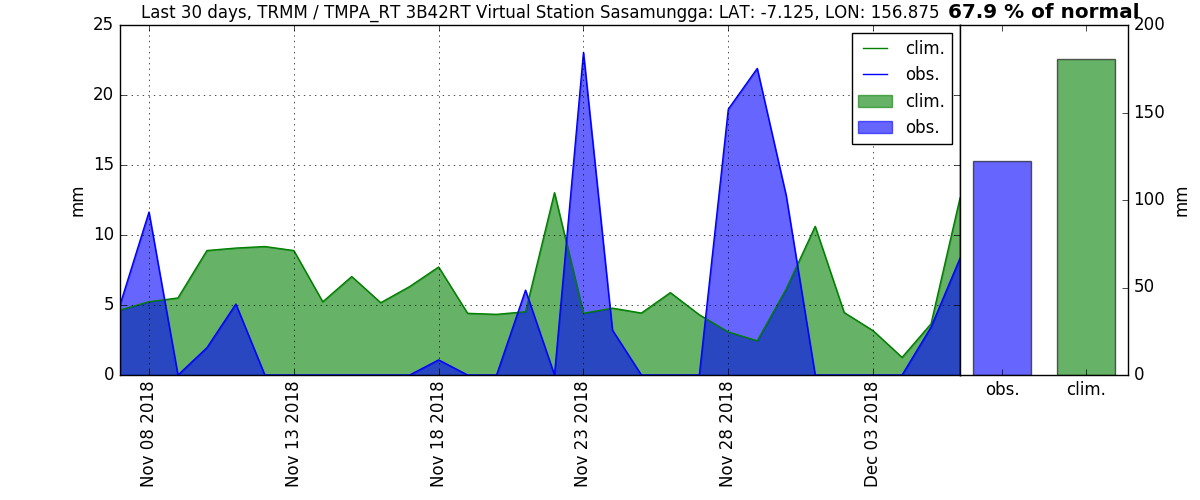 Last 30 days, TRMM / TMPA_RT 3B42RT Virtual Station Sasamungga: LAT: -7.125, LON: 156.875 67.9 % of normal
25
20
15
10
5
0
mm
clim.
obs.
clim.
obs.
200
150
100
50
0
mm
obs.
clim.
Nov 08 2018
Nov 13 2018
Nov 18 2018
Nov 23 2018
Nov 28 2018
Dec 03 2018